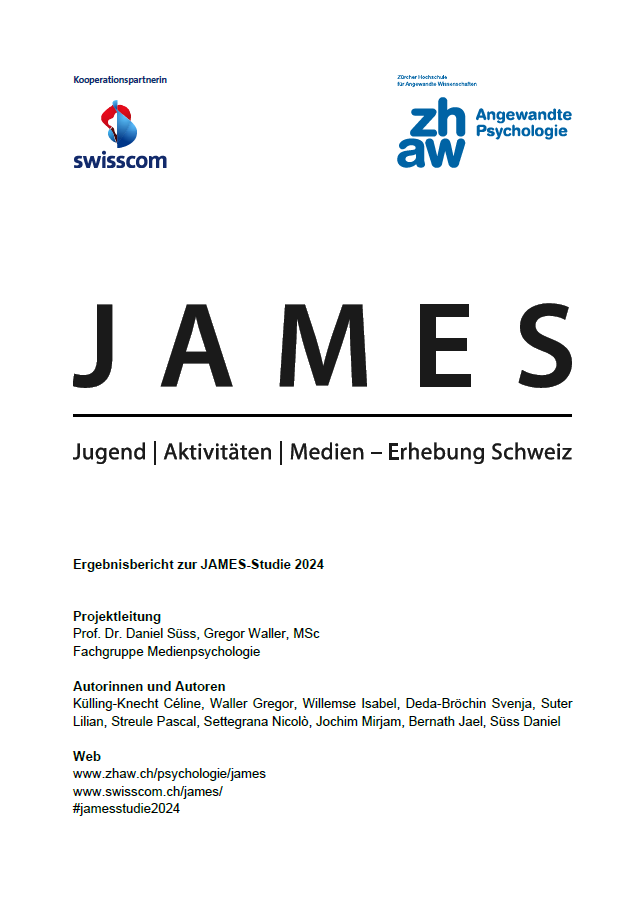 Kooperationspartnerin
swisscom
Zürcher Hochschule
für Angewandte Wissenschaften
zh
aw
Angewandte
Psychologie
JAMES
Jugend | Aktivitäten | Medien – Erhebung Schweiz
Ergebnisbericht zur JAMES-Studie 2024
Projektleitung
Prof. Dr. Daniel Süss, Gregor Waller, MSc
Fachgruppe Medienpsychologie
Autorinnen und Autoren
Külling-Knecht Céline, Waller Gregor, Willemse Isabel, Deda-Bröchin Svenja, Suter
Lilian, Streule Pascal, Settegrana Nicolò, Jochim Mirjam, Bernath Jael, Süss Daniel
Web
www.zhaw.ch/psychologie/james
www.swisscom.ch/james/
#jamesstudie2024